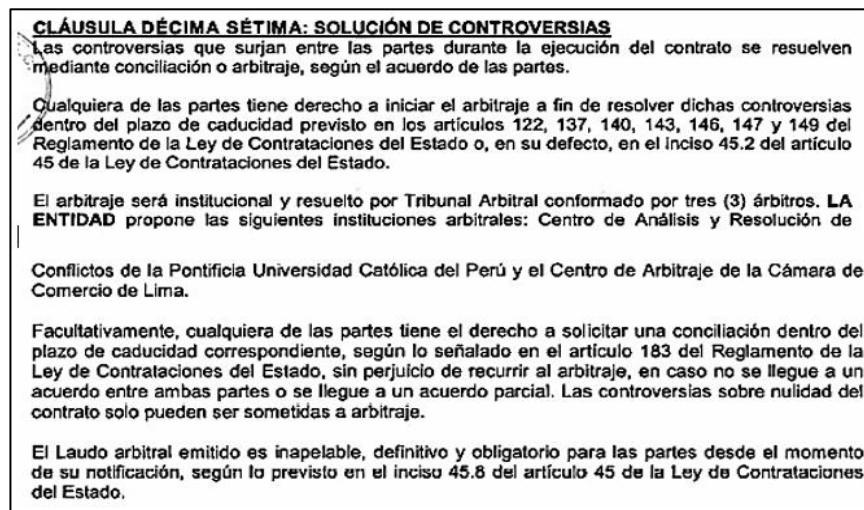 CLÁUSULA DÉCIMA SÉTIMA: SOLUCIÓN DE CONTROVERSIAS
Las controversias que surjan entre las partes durante la ejecución del contrato se resuelven
mediante conciliación o arbitraje, según el acuerdo de las partes.
Cualquiera de las partes tiene derecho a iniciar el arbitraje a fin de resolver dichas controversias
dentro del plazo de caducidad previsto en los artículos 122, 137, 140, 143, 146, 147 y 149 del
Reglamento de la Ley de Contrataciones del Estado o, en su defecto, en el inciso 45.2 del artículo
45 de la Ley de Contrataciones del Estado.
El arbitraje será institucional y resuelto por Tribunal Arbitral conformado por tres (3) árbitros. LA
ENTIDAD propone las siguientes instituciones arbitrales: Centro de Análisis y Resolución de
Conflictos de la Pontificia Universidad Católica del Perú y el Centro de Arbitraje de la Cámara de
Comercio de Lima.
Facultativamente, cualquiera de las partes tiene el derecho a solicitar una conciliación dentro del
plazo de caducidad correspondiente, según lo señalado en el artículo 183 del Reglamento de la
Ley de Contrataciones del Estado, sin perjuicio de recurrir al arbitraje, en caso no se llegue a un
acuerdo entre ambas partes o se llegue a un acuerdo parcial. Las controversias sobre nulidad del
contrato solo pueden ser sometidas a arbitraje.
El Laudo arbitral emitido es inapelable, definitivo y obligatorio para las partes desde el momento
de su notificación, según lo previsto en el inciso 45.8 del artículo 45 de la Ley de Contrataciones
del Estado.